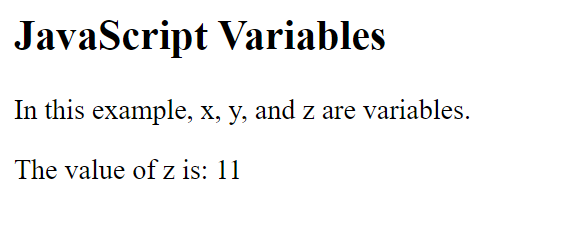 JavaScript Variables
In this example, x, y, and z are variables.
The value of z is: 11